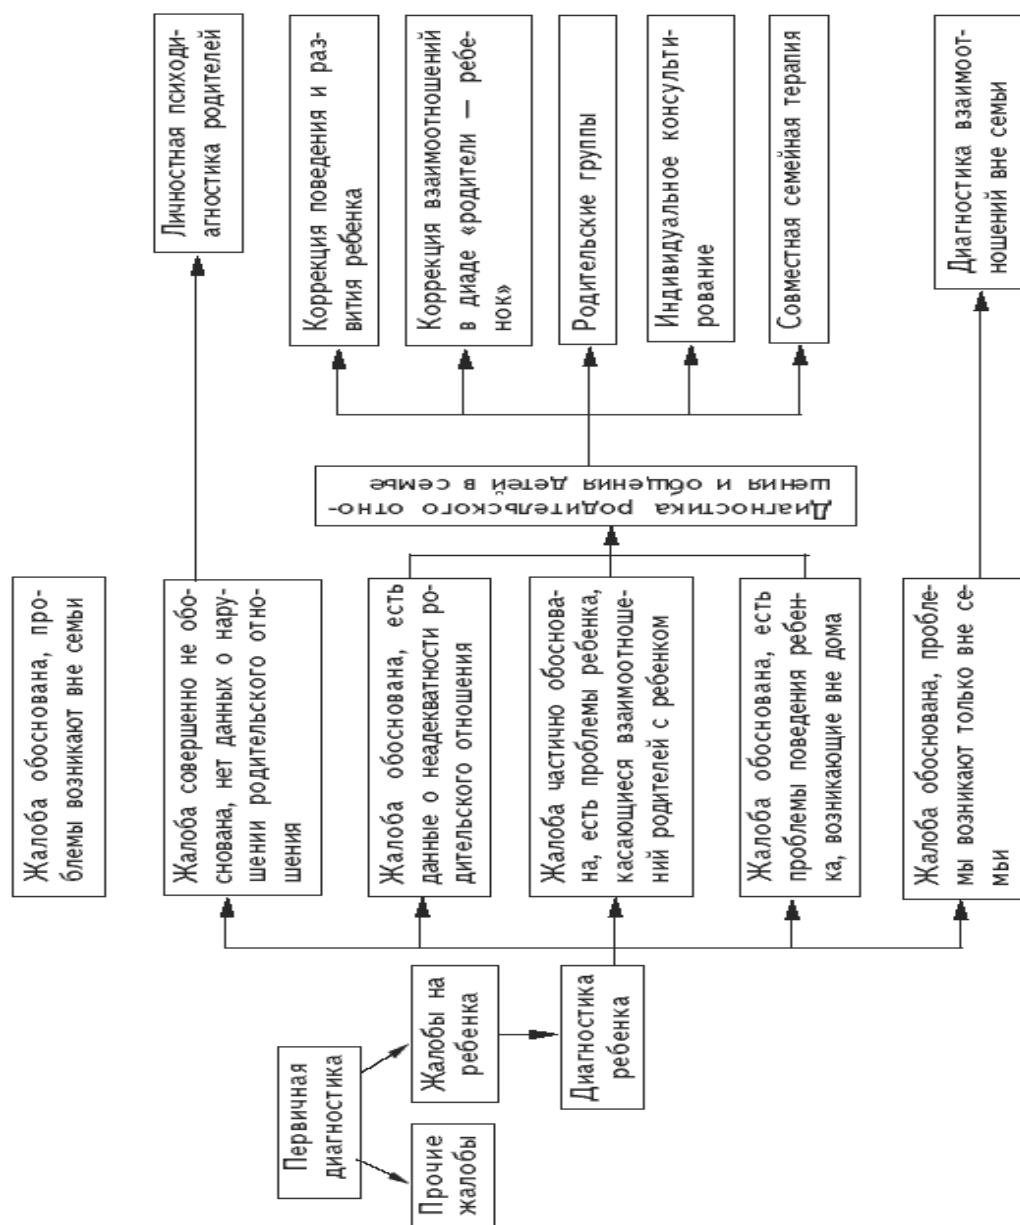 Первичная
диагностика
Прочие
жалобы
Жалобы на
ребенка
Диагностика
ребенка
Жалоба обоснована, про-
блемы возникают вне семьи
Жалоба совершенно не обо-
снована, нет данных о нару-
шении родительского отно-
шения
Жалоба обоснована, есть
данные о неадекватности ро-
дительского отношения
Жалоба частично обоснова-
на, есть проблемы ребенка,
касающиеся взаимоотноше-
ний родителей с ребенком
Жалоба обоснована, есть
проблемы поведения ребен-
ка, возникающие вне дома
Жалоба обоснована, пробле-
мы возникают только вне се-
мьи
Диагностика родительского отно-
шения и общения детей в семье
Личностная психоди-
агностика родителей
Коррекция поведения и раз-
вития ребенка
Коррекция взаимоотношений
в диаде «родители — ребе-
нок»
Родительские группы
Индивидуальное консульти-
рование
Совместная семейная терапия
Диагностика взаимоот-
ношений вне семьи